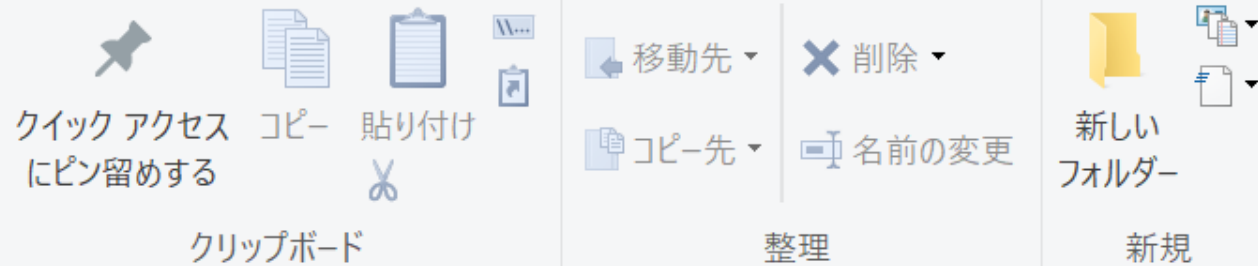 クイック アクセス
にピン留めする
コピー
貼り付け
クリップボード
移動先
コピー先
削除
名前の変更
整理
新しい
フォルダー
新規